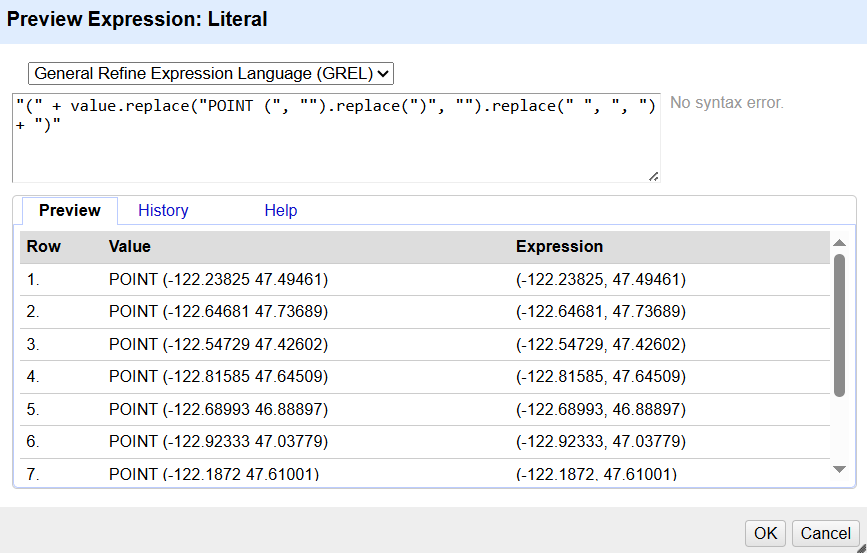 Preview Expression: Literal
General Refine Expression Language (GREL)
"(" + value.replace("POINT (", "").replace(")", "").replace(" ", ", ")
+ ")"
No syntax error.
Preview History Help
Row Value Expression
1. POINT (-122.23825 47.49461) (-122.23825, 47.49461)
2. POINT (-122.64681 47.73689) (-122.64681, 47.73689)
3. POINT (-122.54729 47.42602) (-122.54729, 47.42602)
4. POINT (-122.81585 47.64509) (-122.81585, 47.64509)
5. POINT (-122.68993 46.88897) (-122.68993, 46.88897)
6. POINT (-122.92333 47.03779) (-122.92333, 47.03779)
7. POINT (-122.1872 47.61001) (-122.1872, 47.61001)
OK Cancel